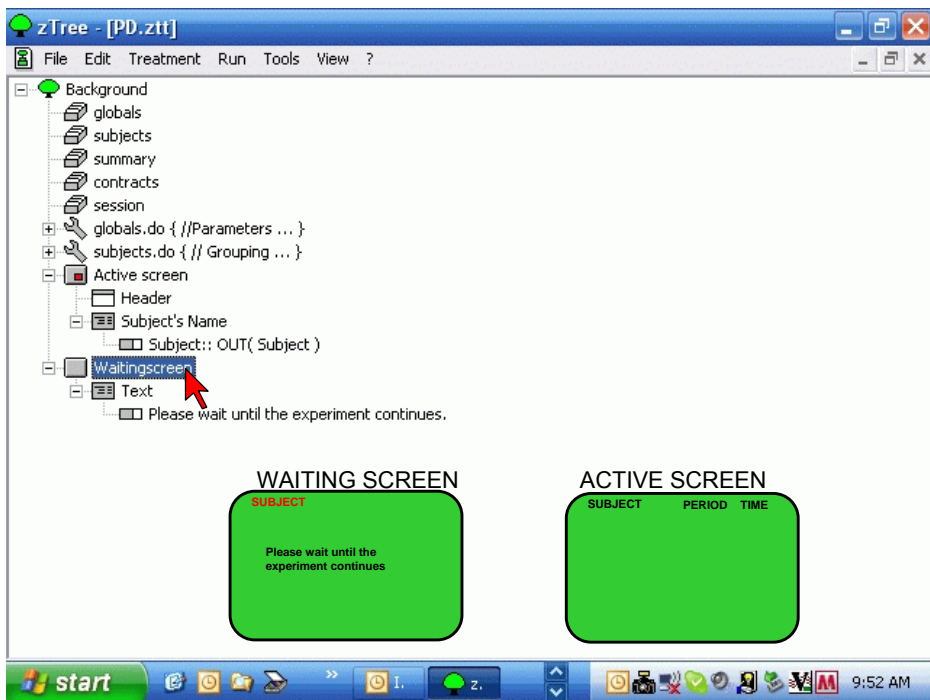 zTree - [PD.ztt]
File Edit Treatment Run Tools View ?
Background
globals
subjects
summary
contracts
session
globals.do { //Parameters ... }
subjects.do { // Grouping ... }
Active screen
Header
Subject's Name
Subject:: OUT( Subject )
Waitingscreen
Text
Please wait until the experiment continues.
WAITING SCREEN
SUBJECT
Please wait until the
experiment continues
ACTIVE SCREEN
SUBJECT PERIOD TIME
start » I. z. 9:52 AM